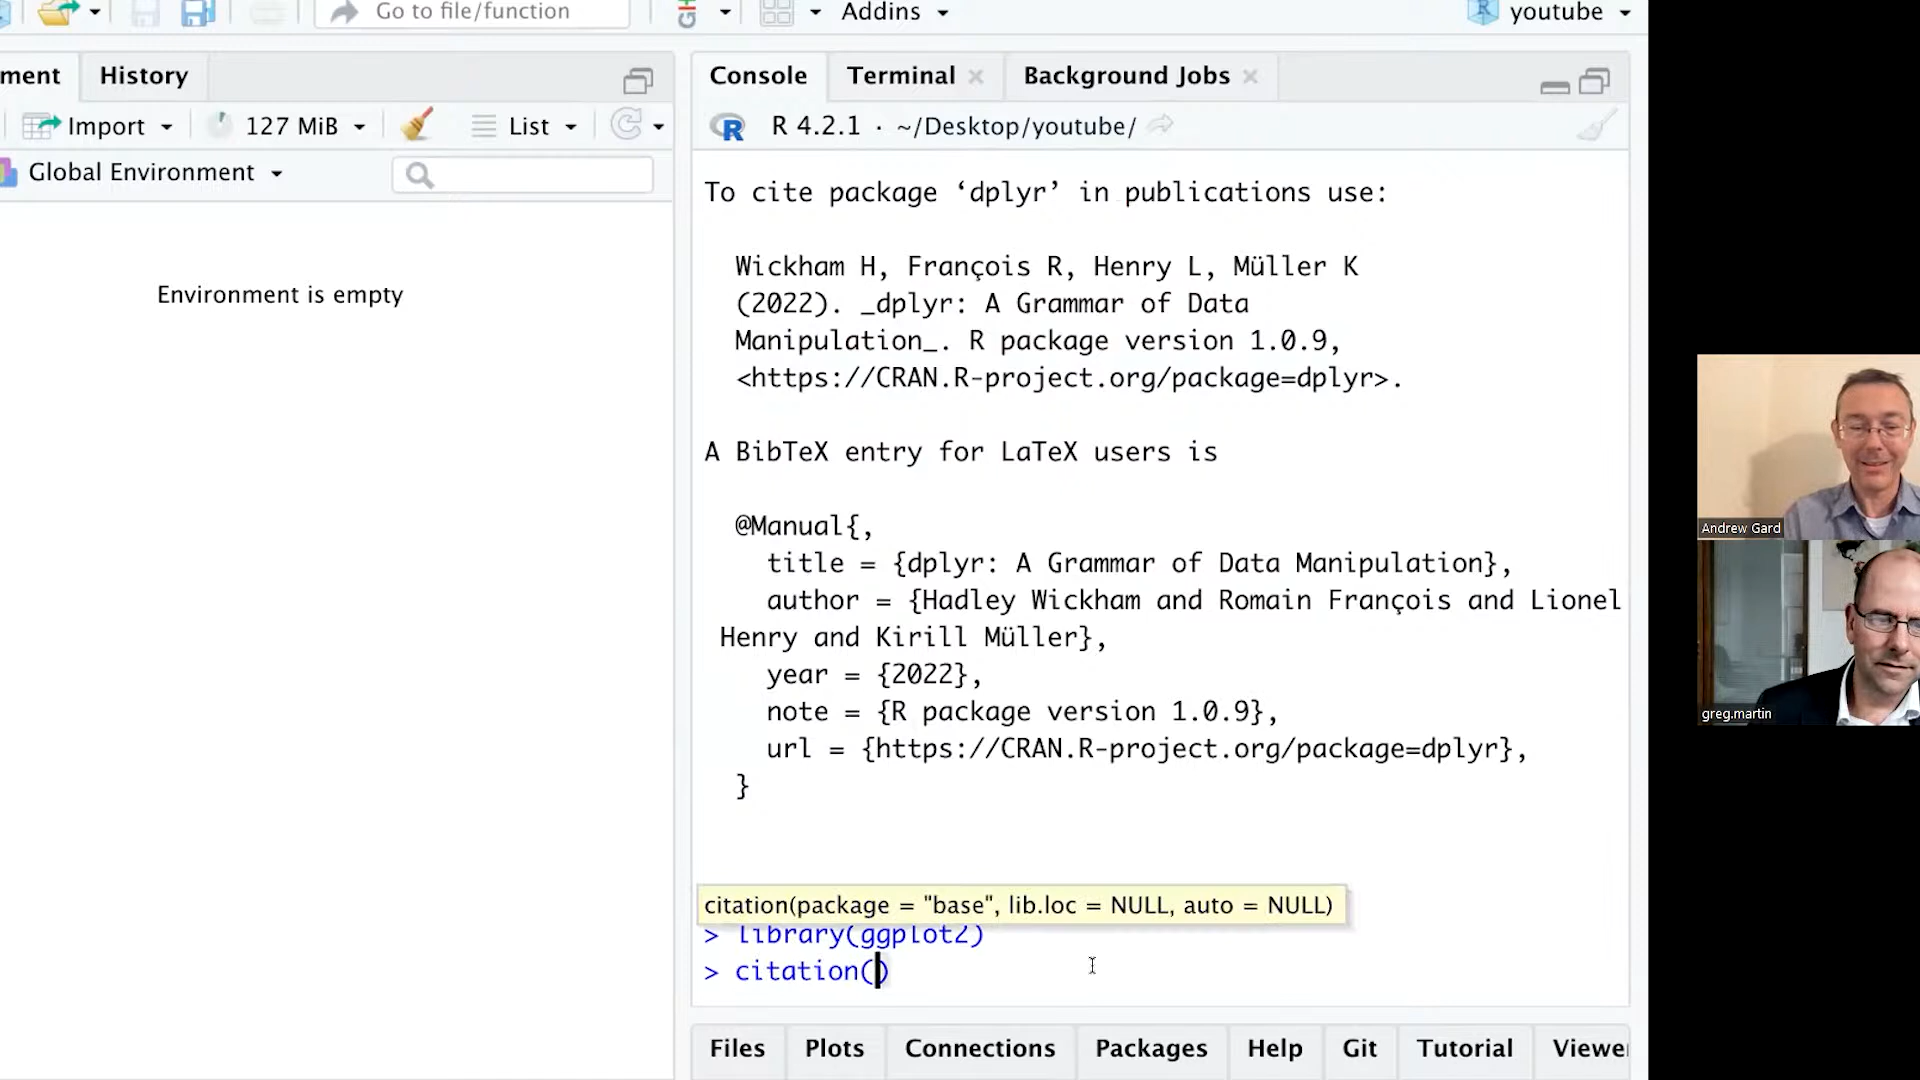 Go to file/function
Addins
youtube
ment
History
Console
Terminal
Background Jobs
Import
127 MiB
List
R 4.2.1 · ~/Desktop/youtube/
Global Environment
Environment is empty
To cite package ‘dplyr’ in publications use:
Wickham H, François R, Henry L, Müller K
(2022). _dplyr: A Grammar of Data
Manipulation_. R package version 1.0.9,
<https://CRAN.R-project.org/package=dplyr>.
A BibTeX entry for LaTeX users is
@Manual{,
title = {dplyr: A Grammar of Data Manipulation},
author = {Hadley Wickham and Romain François and Lionel
Henry and Kirill Müller},
year = {2022},
note = {R package version 1.0.9},
url = {https://CRAN.R-project.org/package=dplyr},
}
citation(package = "base", lib.loc = NULL, auto = NULL)
> library(ggplot2)
> citation()
Files
Plots
Connections
Packages
Help
Git
Tutorial
Viewe
Andrew Gard
greg.martin